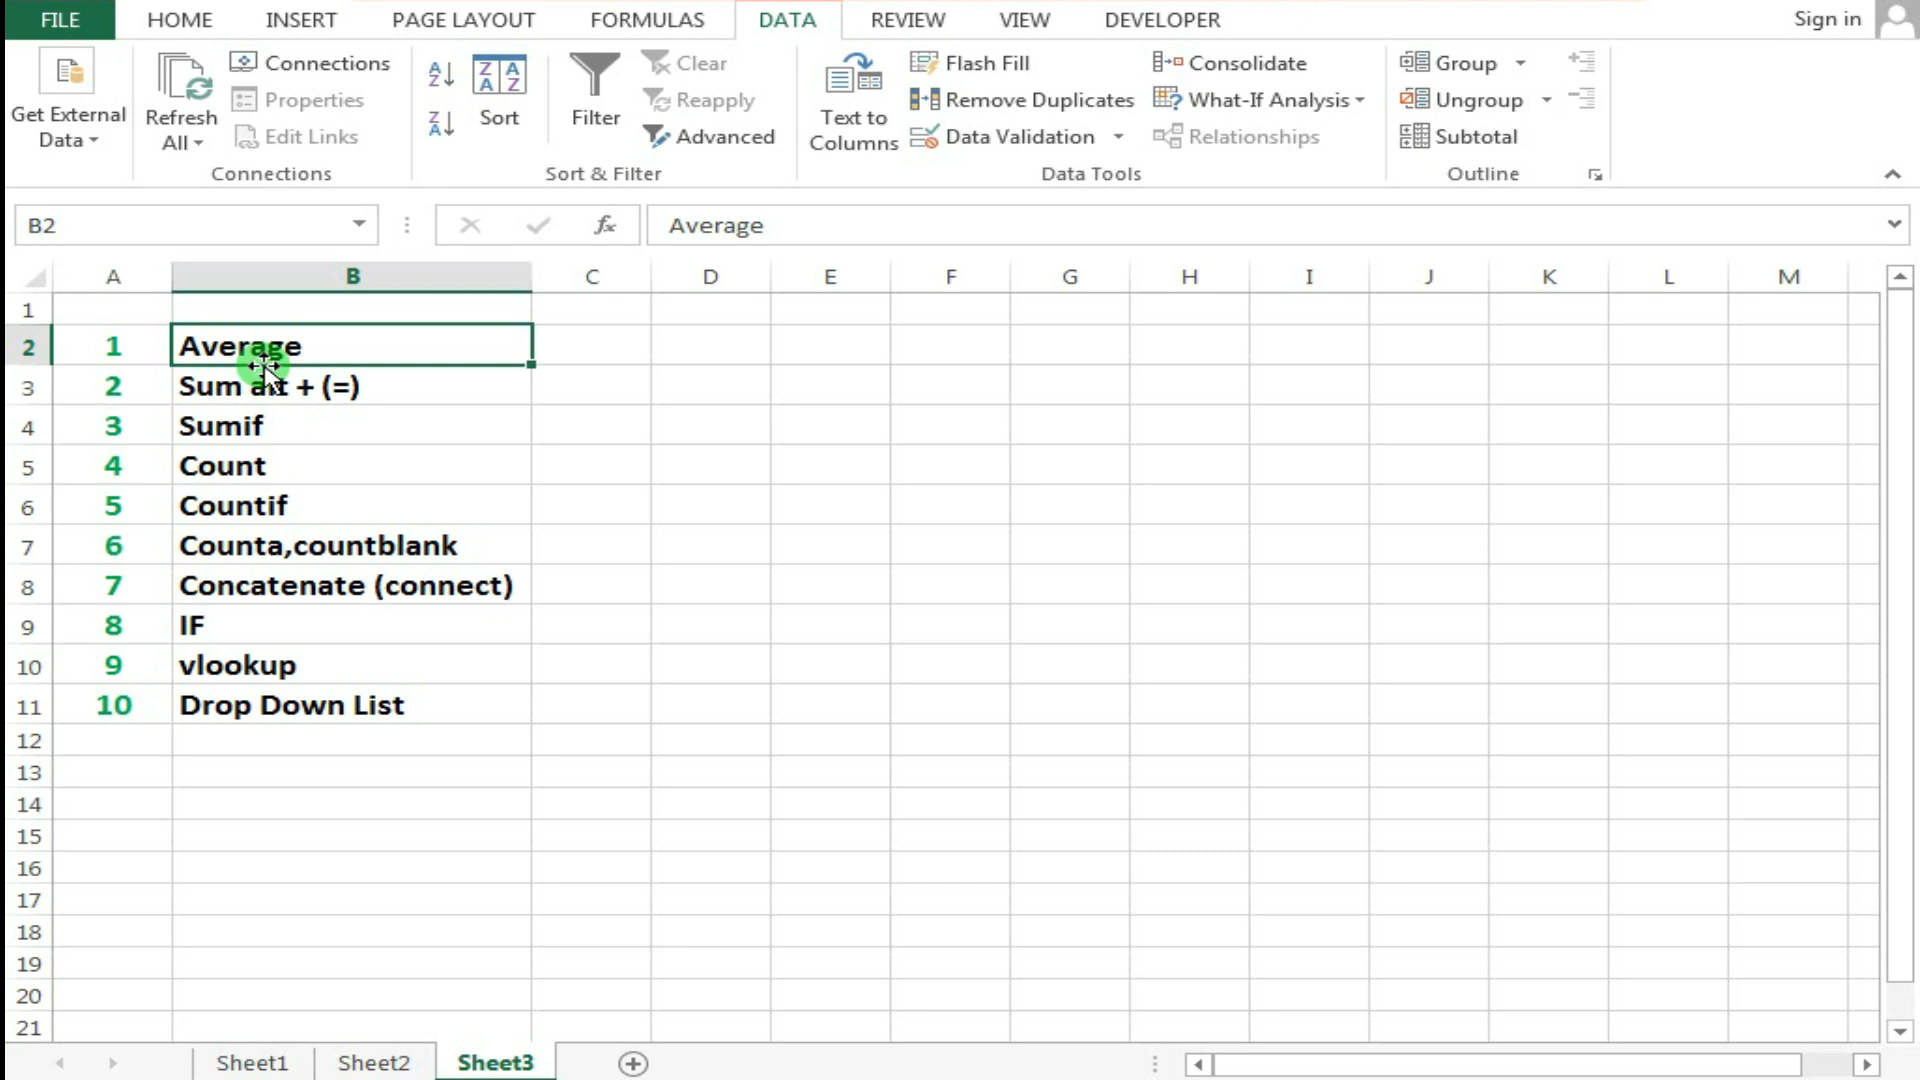 FILE HOME INSERT PAGE LAYOUT FORMULAS DATA REVIEW VIEW DEVELOPER Sign in
Get External Data
Refresh All
Connections
Properties
Edit Links
Connections
Sort
Filter
Clear
Reapply
Advanced
Sort & Filter
Text to Columns
Flash Fill
Remove Duplicates
Data Validation
Consolidate
What-If Analysis
Relationships
Data Tools
Group
Ungroup
Subtotal
Outline
B2 fx Average
A B C D E F G H I J K L M
1
2 1 Average
3 2 Sum alt + (=)
4 3 Sumif
5 4 Count
6 5 Countif
7 6 Counta,countblank
8 7 Concatenate (connect)
9 8 IF
10 9 vlookup
11 10 Drop Down List
12
13
14
15
16
17
18
19
20
21
Sheet1 Sheet2 Sheet3